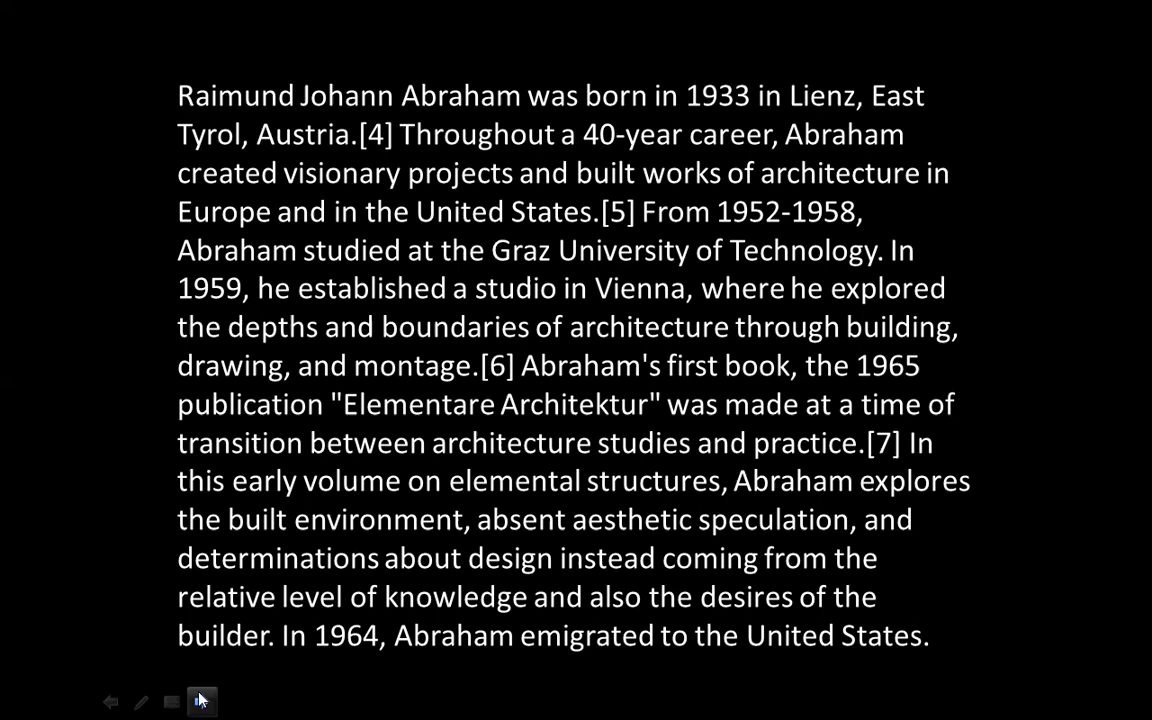 Raimund Johann Abraham was born in 1933 in Lienz, East
Tyrol, Austria.[4] Throughout a 40-year career, Abraham
created visionary projects and built works of architecture in
Europe and in the United States.[5] From 1952-1958,
Abraham studied at the Graz University of Technology. In
1959, he established a studio in Vienna, where he explored
the depths and boundaries of architecture through building,
drawing, and montage.[6] Abraham's first book, the 1965
publication "Elementare Architektur" was made at a time of
transition between architecture studies and practice.[7] In
this early volume on elemental structures, Abraham explores
the built environment, absent aesthetic speculation, and
determinations about design instead coming from the
relative level of knowledge and also the desires of the
builder. In 1964, Abraham emigrated to the United States.